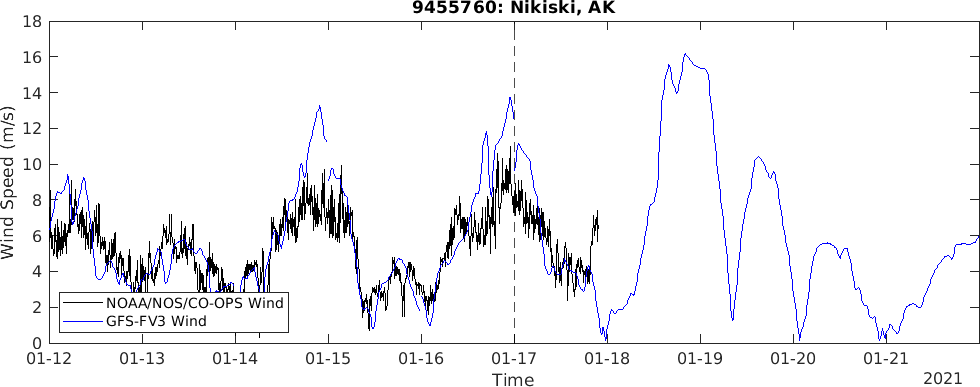 9455760: Nikiski, AK
Wind Speed (m/s)
18
16
14
12
10
8
6
4
2
0
NOAA/NOS/CO-OPS Wind
GFS-FV3 Wind
01-12 01-13 01-14 01-15 01-16 01-17 01-18 01-19 01-20 01-21
Time
2021